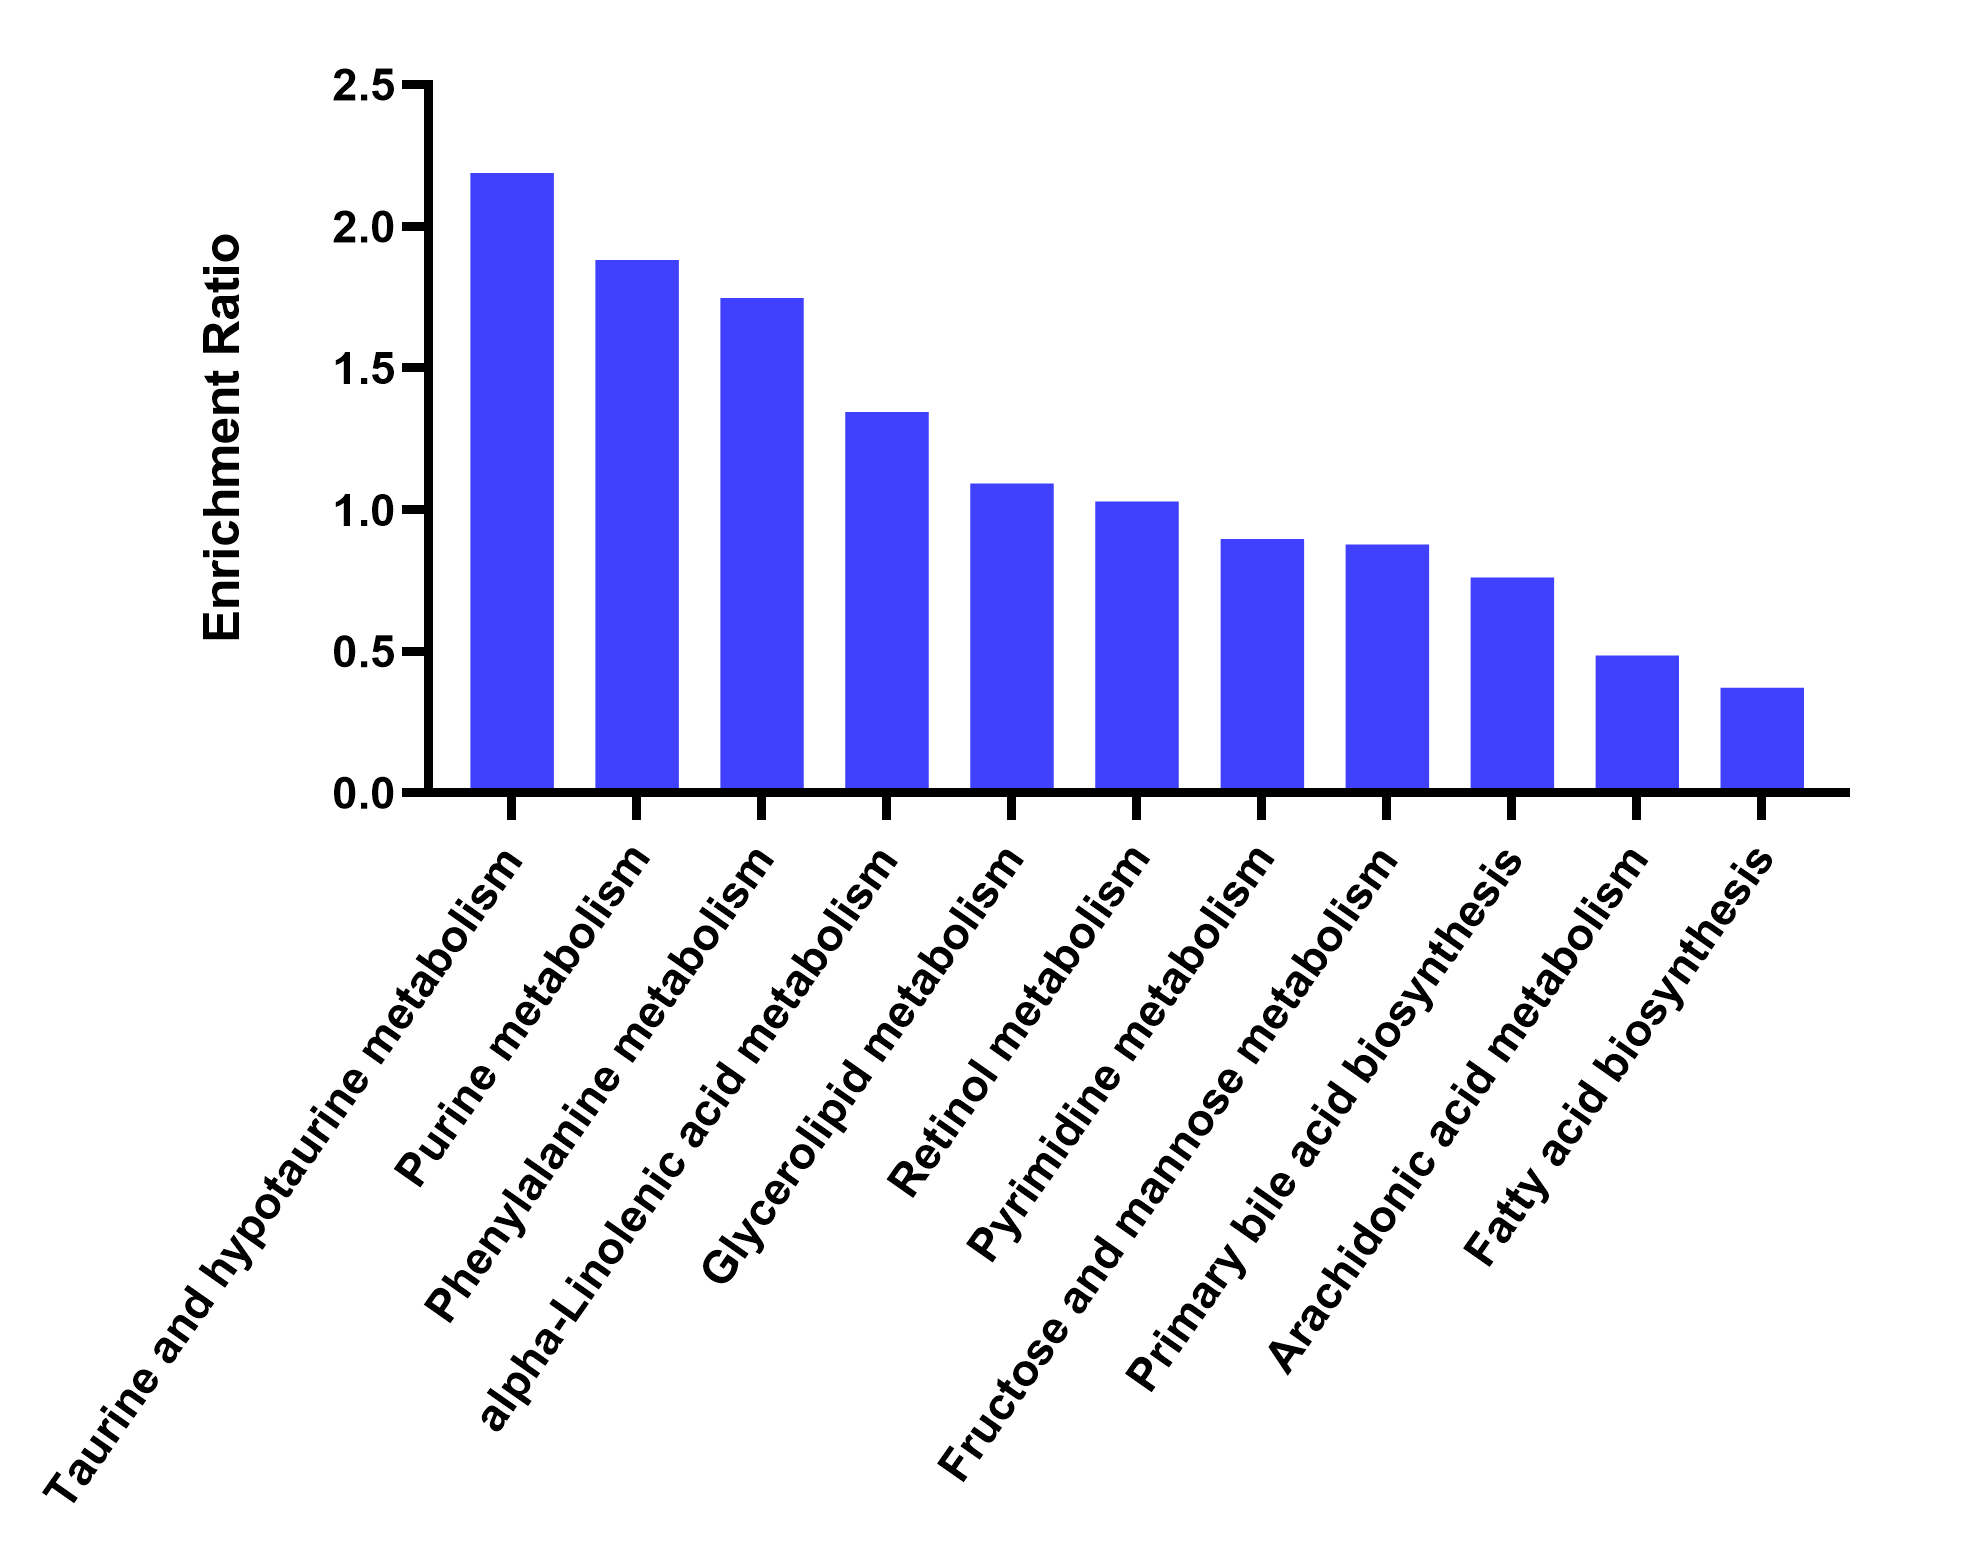 Enrichment Ratio
2.5
2.0
1.5
1.0
0.5
0.0
Taurine and hypotaurine metabolism
Purine metabolism
Phenylalanine metabolism
alpha-Linolenic acid metabolism
Glycerolipid metabolism
Retinol metabolism
Pyrimidine metabolism
Fructose and mannose metabolism
Primary bile acid biosynthesis
Arachidonic acid metabolism
Fatty acid biosynthesis